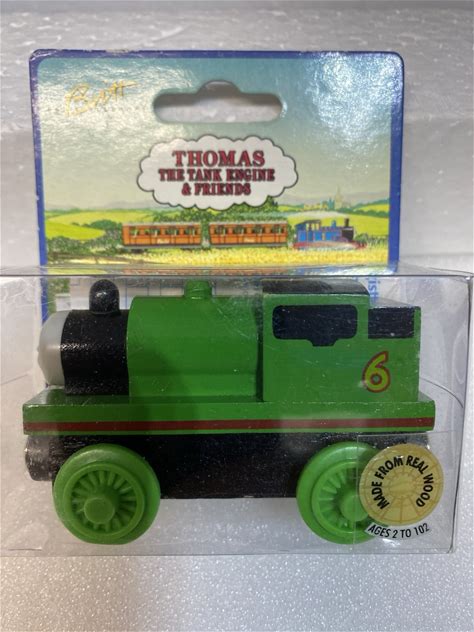 Britt
THOMAS
THE TANK ENGINE
& FRIENDS
6
MADE FROM REAL WOOD
AGES 2 TO 102